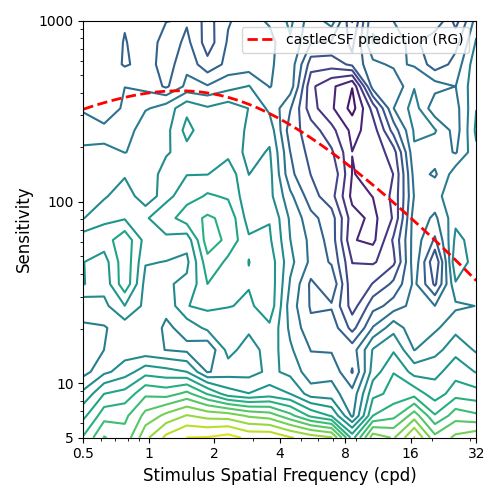 1000
castleCSF prediction (RG)
100
Sensitivity
10
5
0.5 1 2 4 8 16 32
Stimulus Spatial Frequency (cpd)